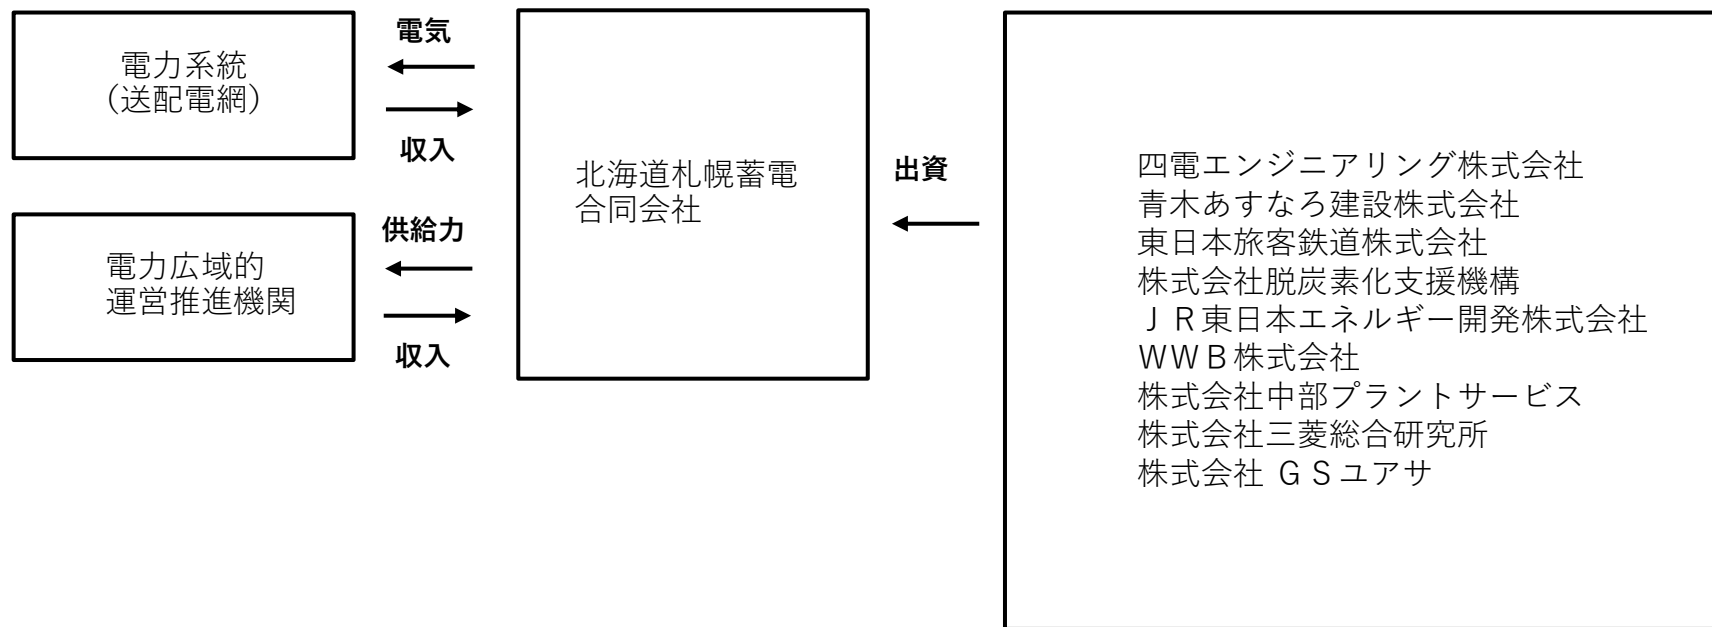 電力系統
(送配電網)
電気
収入
電力広域的
運営推進機関
供給力
収入
北海道札幌蓄電
合同会社
出資
四電エンジニアリング株式会社
青木あすなろ建設株式会社
東日本旅客鉄道株式会社
株式会社脱炭素化支援機構
ＪＲ東日本エネルギー開発株式会社
ＷＷＢ株式会社
株式会社中部プラントサービス
株式会社三菱総合研究所
株式会社 ＧＳユアサ